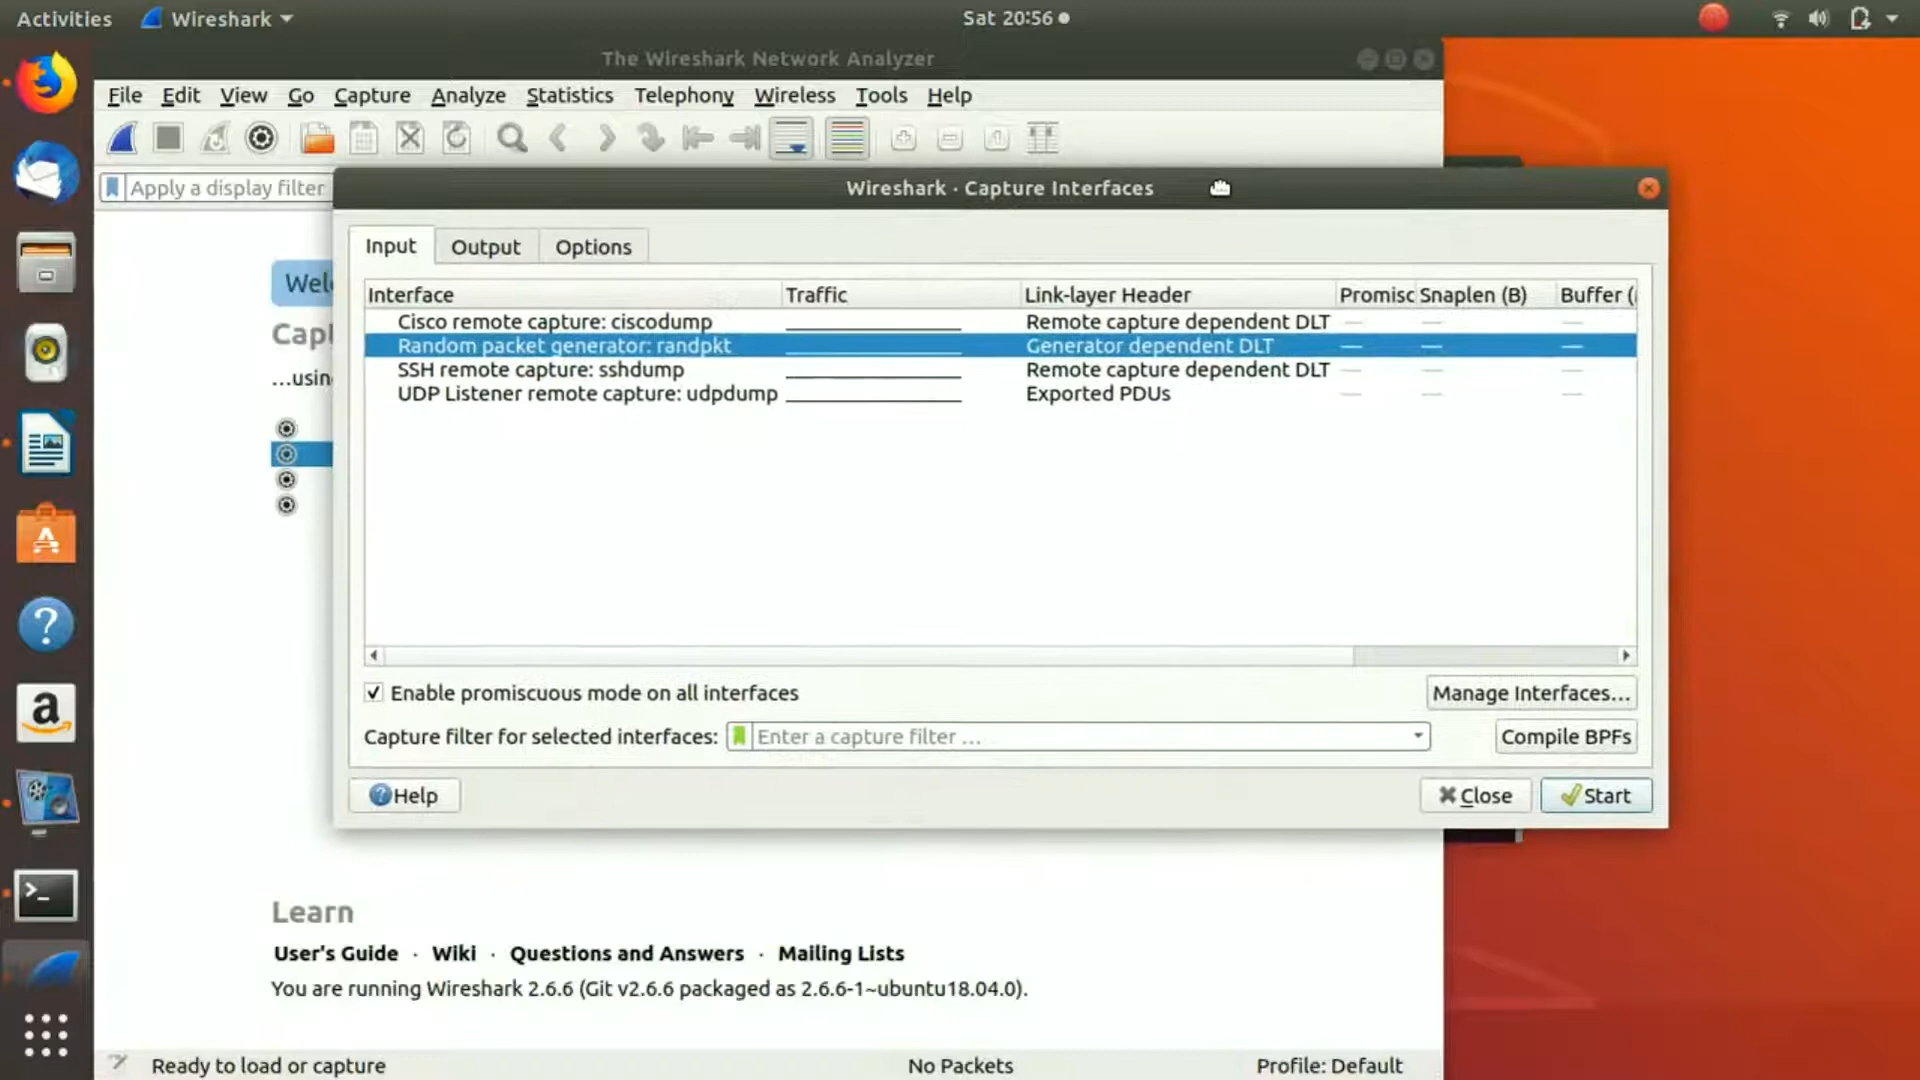 Activities Wireshark Sat 20:56
The Wireshark Network Analyzer
File Edit View Go Capture Analyze Statistics Telephony Wireless Tools Help
Apply a display filter
Wireshark · Capture Interfaces
Input Output Options
Interface Traffic Link-layer Header Promisc Snaplen (B) Buffer (
Cisco remote capture: ciscodump Remote capture dependent DLT — — —
Random packet generator: randpkt Generator dependent DLT — — —
SSH remote capture: sshdump Remote capture dependent DLT — — —
UDP Listener remote capture: udpdump Exported PDUs — — —
Wel
Cap
...usin
Enable promiscuous mode on all interfaces Manage Interfaces...
Capture filter for selected interfaces: Enter a capture filter ... Compile BPFs
Help Close Start
Learn
User's Guide · Wiki · Questions and Answers · Mailing Lists
You are running Wireshark 2.6.6 (Git v2.6.6 packaged as 2.6.6-1~ubuntu18.04.0).
Ready to load or capture No Packets Profile: Default